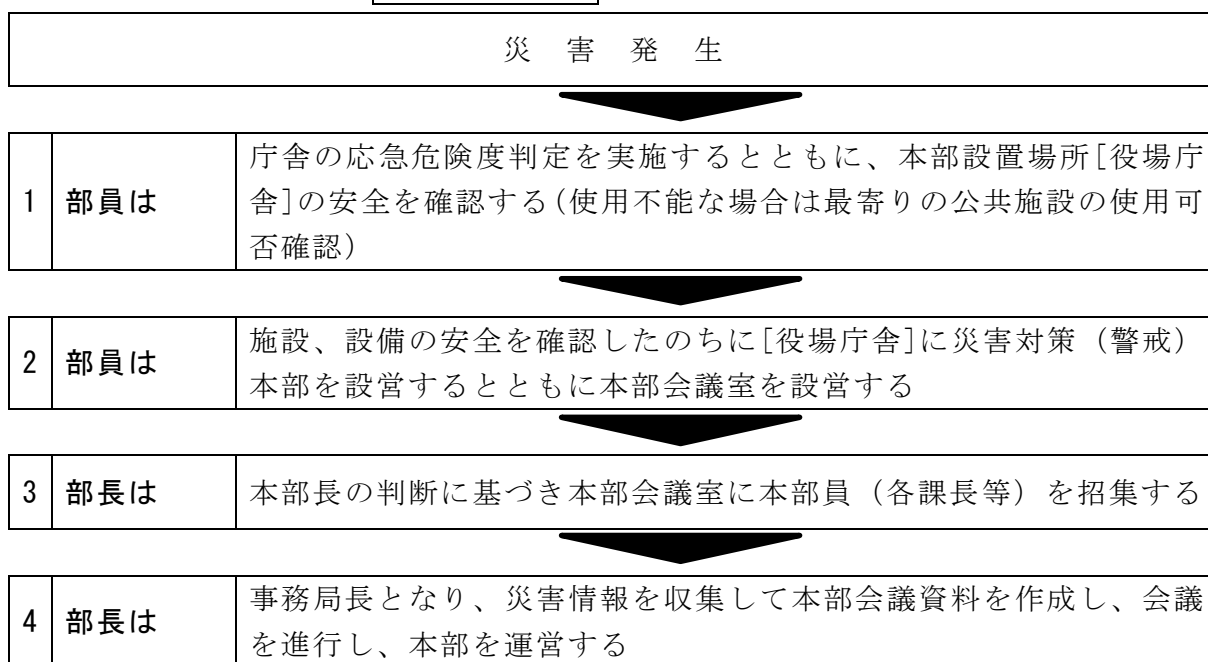 災　害　発　生
1 部員は 庁舎の応急危険度判定を実施するとともに、本部設置場所[役場庁
舎]の安全を確認する(使用不能な場合は最寄りの公共施設の使用可
否確認)
2 部員は 施設、設備の安全を確認したのちに[役場庁舎]に災害対策（警戒）
本部を設営するとともに本部会議室を設営する
3 部長は 本部長の判断に基づき本部会議室に本部員（各課長等）を招集する
4 部長は 事務局長となり、災害情報を収集して本部会議資料を作成し、会議
を進行し、本部を運営する